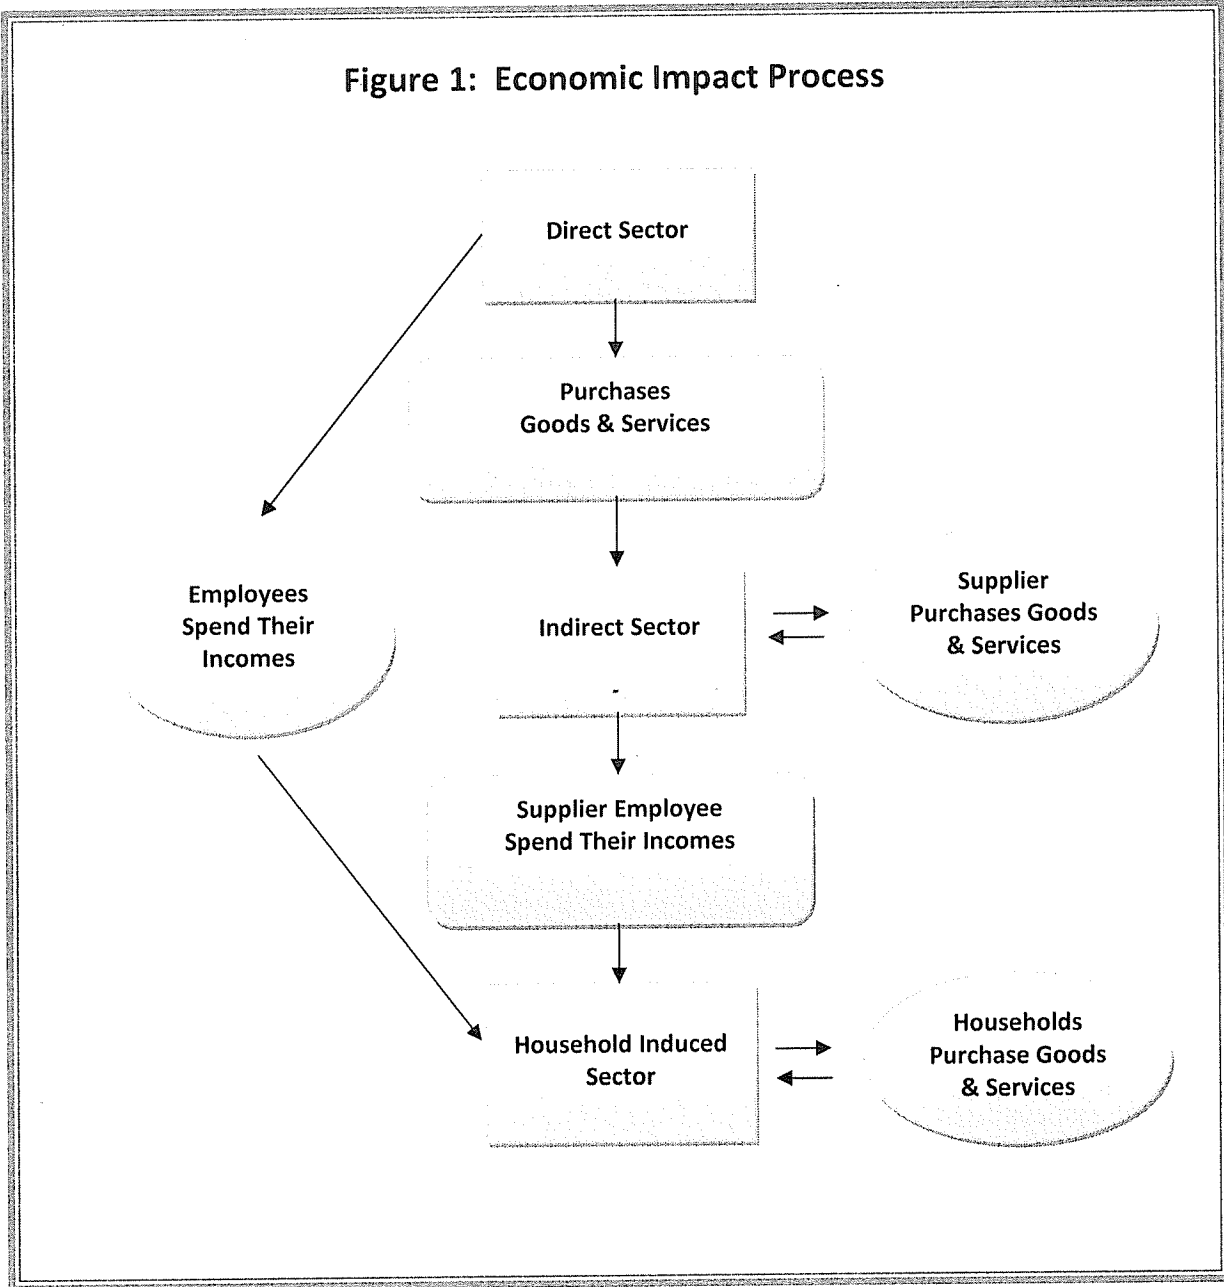 Figure 1: Economic Impact Process
Direct Sector
Purchases
Goods & Services
Employees
Spend Their
Incomes
Indirect Sector
Supplier
Purchases Goods
& Services
Supplier Employee
Spend Their Incomes
Household Induced
Sector
Households
Purchase Goods
& Services